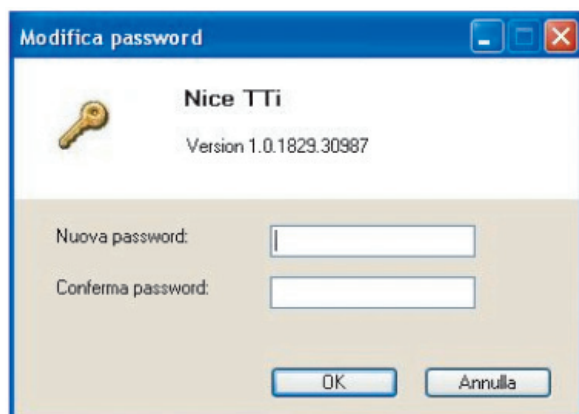 Modifica password
Nice TTi
Version 1.0.1829.30987
Nuova password:
Conferma password:
OK
Annulla